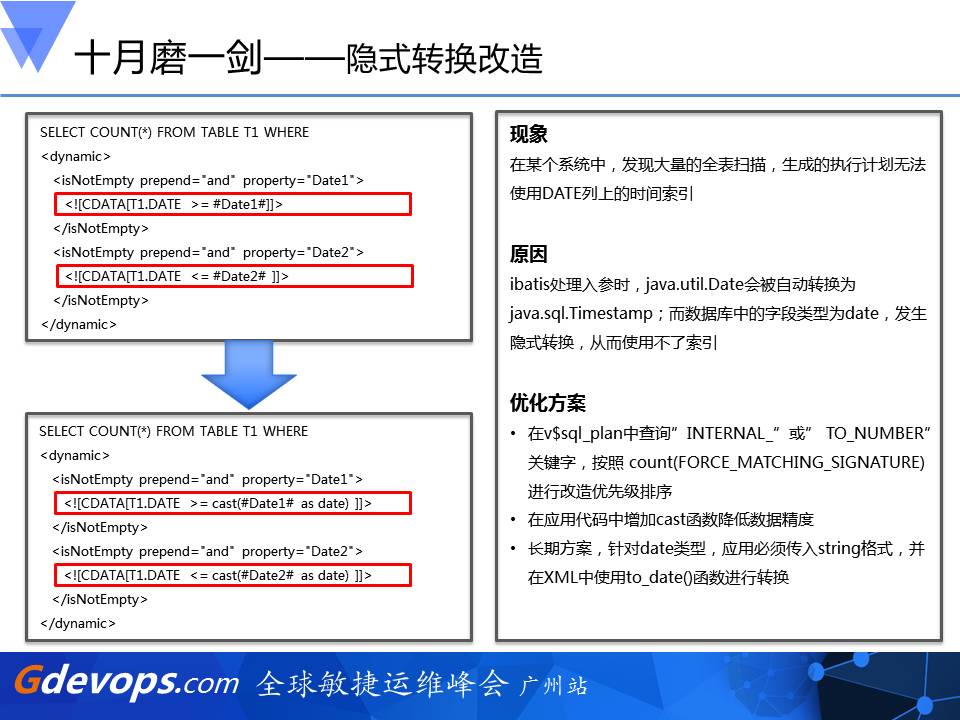 十月磨一剑——隐式转换改造
SELECT COUNT(*) FROM TABLE T1 WHERE
<dynamic>
<isNotEmpty prepend="and" property="Date1">
<![CDATA[T1.DATE >= #Date1#]]>
</isNotEmpty>
<isNotEmpty prepend="and" property="Date2">
<![CDATA[T1.DATE <= #Date2# ]]>
</isNotEmpty>
</dynamic>
SELECT COUNT(*) FROM TABLE T1 WHERE
<dynamic>
<isNotEmpty prepend="and" property="Date1">
<![CDATA[T1.DATE >= cast(#Date1# as date) ]]>
</isNotEmpty>
<isNotEmpty prepend="and" property="Date2">
<![CDATA[T1.DATE <= cast(#Date2# as date) ]]>
</isNotEmpty>
</dynamic>
现象
在某个系统中，发现大量的全表扫描，生成的执行计划无法
使用DATE列上的时间索引
原因
ibatis处理入参时，java.util.Date会被自动转换为
java.sql.Timestamp；而数据库中的字段类型为date，发生
隐式转换，从而使用不了索引
优化方案
• 在v$sql_plan中查询”INTERNAL_”或” TO_NUMBER”
关键字，按照 count(FORCE_MATCHING_SIGNATURE)
进行改造优先级排序
• 在应用代码中增加cast函数降低数据精度
• 长期方案，针对date类型，应用必须传入string格式，并
在XML中使用to_date()函数进行转换
Gdevops.com 全球敏捷运维峰会 广州站